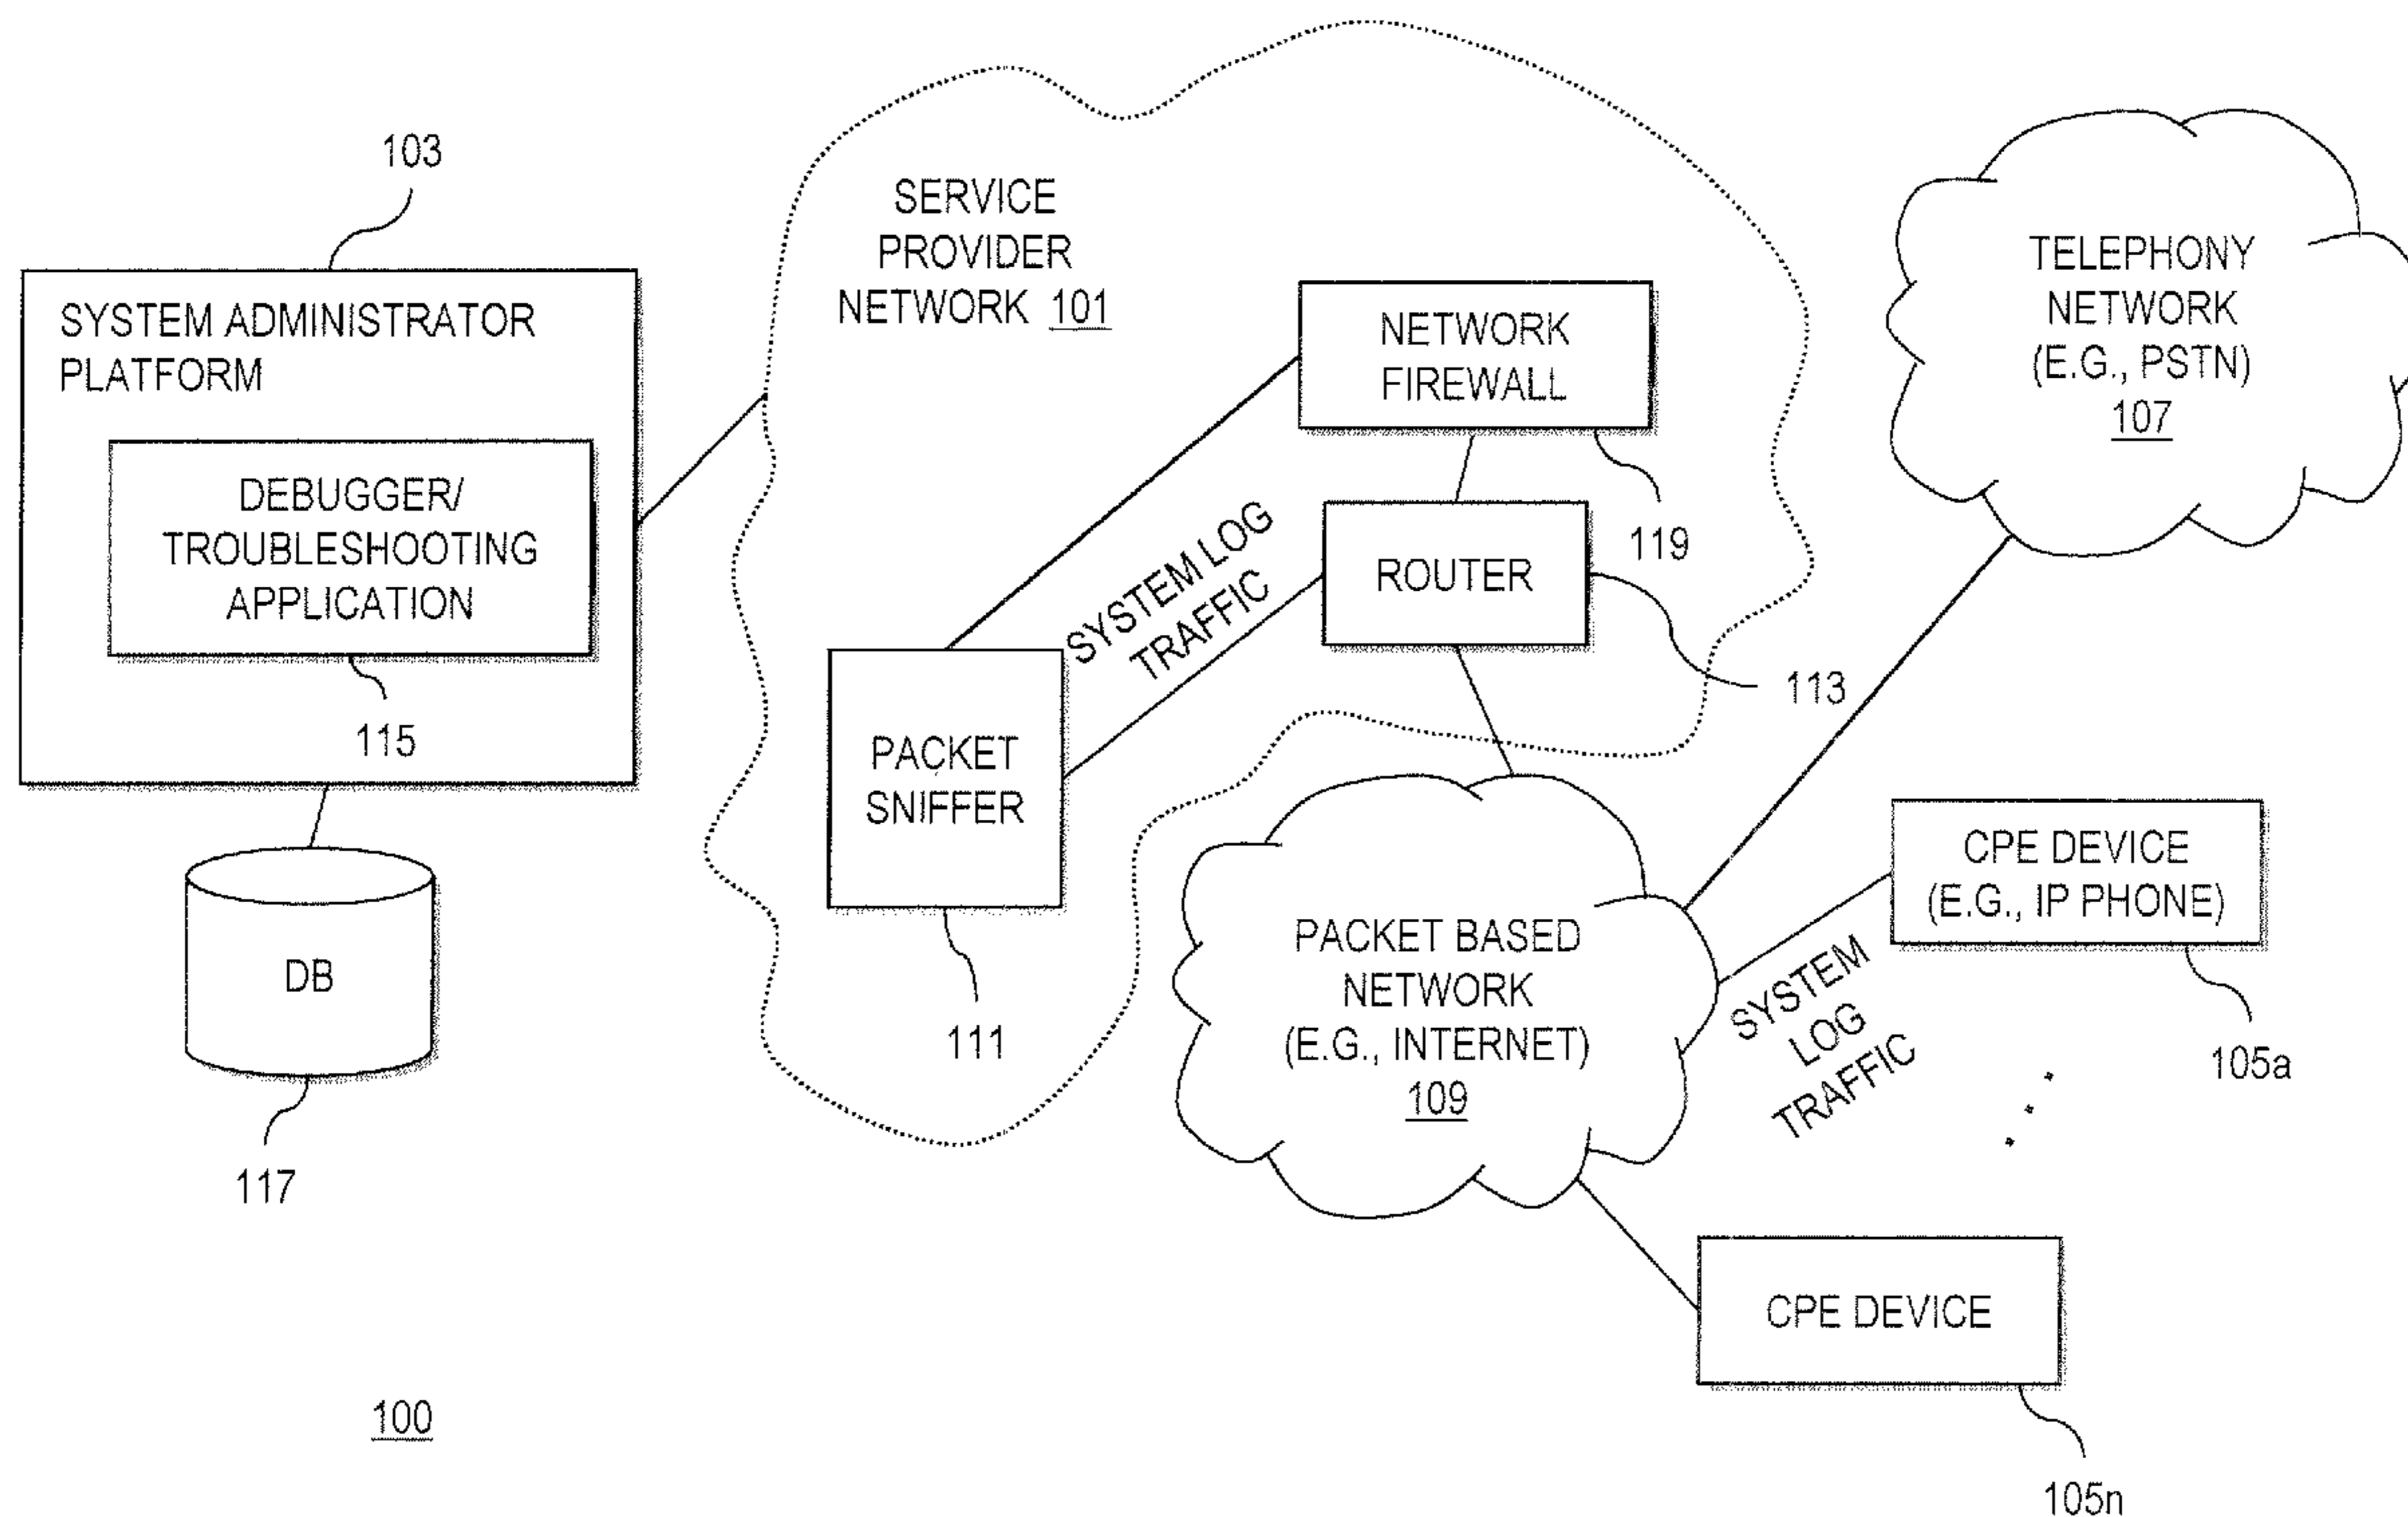 103
SYSTEM ADMINISTRATOR
PLATFORM
DEBUGGER/
TROUBLESHOOTING
APPLICATION
115
DB
117
100
SERVICE
PROVIDER
NETWORK 101
NETWORK
FIREWALL
119
ROUTER
113
SYSTEM LOG
TRAFFIC
PACKET
SNIFFER
111
TELEPHONY
NETWORK
(E.G., PSTN)
107
PACKET BASED
NETWORK
(E.G., INTERNET)
109
CPE DEVICE
(E.G., IP PHONE)
105a
SYSTEM
LOG
TRAFFIC
CPE DEVICE
105n